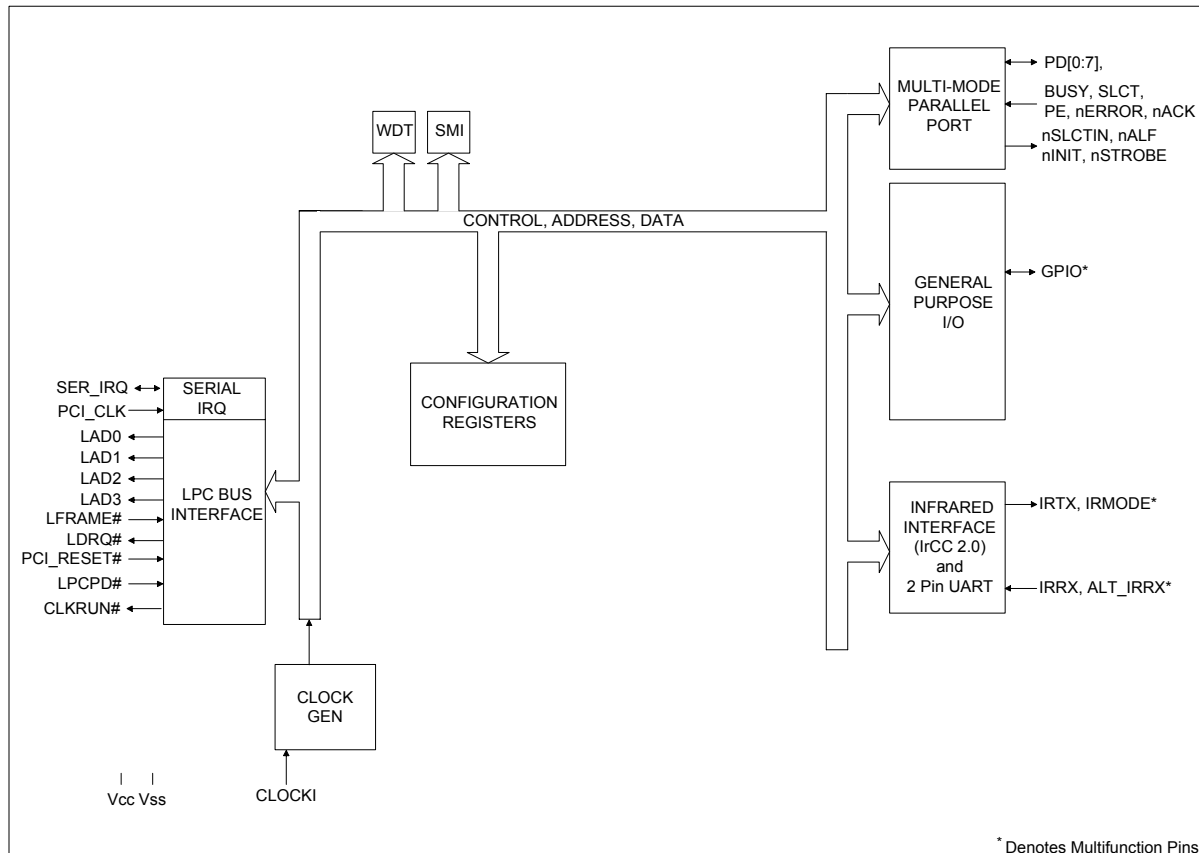 PD[0:7],
MULTI-MODE
PARALLEL
PORT
BUSY, SLCT,
PE, nERROR, nACK
nSLCTIN, nALF
nINIT, nSTROBE
WDT
SMI
CONTROL, ADDRESS, DATA
GENERAL
PURPOSE
I/O
GPIO*
SER_IRQ
PCI_CLK
SERIAL
IRQ
CONFIGURATION
REGISTERS
LAD0
LAD1
LAD2
LAD3
LFRAME#
LDRQ#
PCI_RESET#
LPCPD#
CLKRUN#
LPC BUS
INTERFACE
INFRARED
INTERFACE
(IrCC 2.0)
and
2 Pin UART
IRTX, IRMODE*
IRRX, ALT_IRRX*
CLOCK
GEN
Vcc Vss
CLOCKI
* Denotes Multifunction Pins